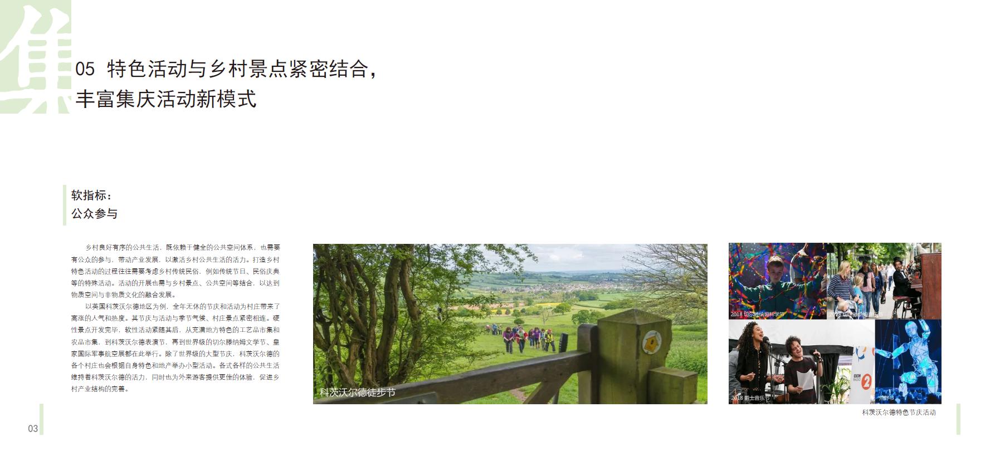 集
05 特色活动与乡村景点紧密结合，
丰富集庆活动新模式
软指标：
公众参与
乡村良好有序的公共生活，既依赖于健全的公共空间体系，也需要
有公众的参与，带动产业发展，以激活乡村公共生活的活力。打造乡村
特色活动的过程往往需要考虑乡村传统民俗，例如传统节日、民俗庆典
等的特殊活动。活动的开展也需与乡村景点、公共空间等结合，以达到
物质空间与非物质文化的融合发展。
以英国科茨沃尔德地区为例，全年无休的节庆和活动为村庄带来了
高涨的人气和热度。其节庆与活动与季节气候、村庄景点紧密相连。硬
性景点开发完毕，软性活动紧随其后，从充满地方特色的工艺品市集和
农品市集，到科茨沃尔德表演节，再到世界级的切尔滕纳姆文学节、皇
家国际军事航空展都在此举行。除了世界级的大型节庆，科茨沃尔德的
各个村庄也会根据自身特色和地产举办小型活动。各式各样的公共生活
维持着科茨沃尔德的活力，同时也为外来游客提供更佳的体验，促进乡
村产业结构的完善。
科茨沃尔德徒步节
2018 切尔滕纳姆科学节
2018 切尔滕纳姆音乐节
2018 爵士音乐节
BBC
RADIO
2
荒野节
科茨沃尔德特色节庆活动
03